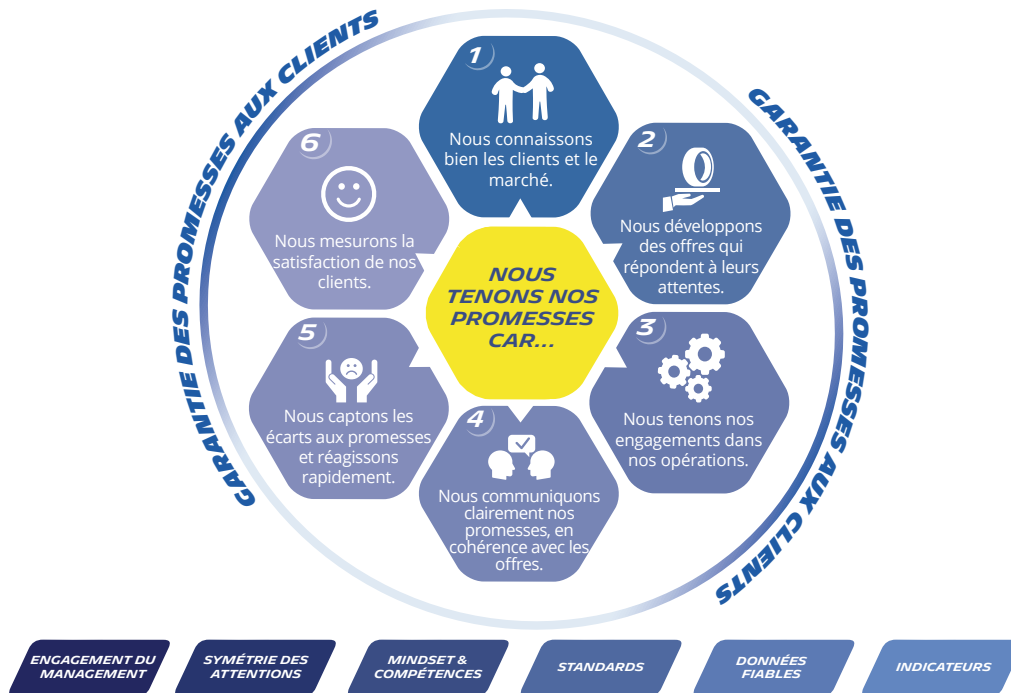 GARANTIE DES PROMESSES AUX CLIENTS
GARANTIE DES PROMESSES AUX CLIENTS
1
Nous connaissons
bien les clients et le
marché.
2
Nous développons
des offres qui
répondent à leurs
attentes.
3
Nous tenons nos
engagements dans
nos opérations.
4
Nous communiquons
clairement nos
promesses, en
cohérence avec les
offres.
5
Nous captons les
écarts aux promesses
et réagissons
rapidement.
6
Nous mesurons la
satisfaction de nos
clients.
NOUS
TENONS NOS
PROMESSES
CAR...
ENGAGEMENT DU
MANAGEMENT
SYMÉTRIE DES
ATTENTIONS
MINDSET &
COMPÉTENCES
STANDARDS
DONNÉES
FIABLES
INDICATEURS